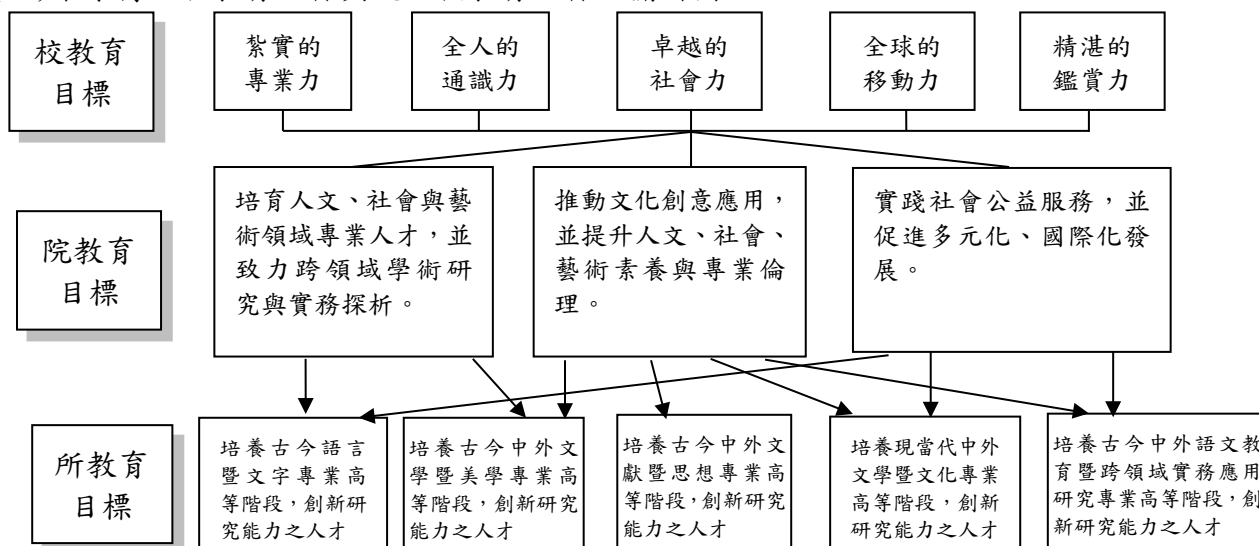 校教育
目標
紮實的
專業力
全人的
通識力
卓越的
社會力
全球的
移動力
精湛的
鑑賞力
院教育
目標
培育人文、社會與藝
術領域專業人才，並
致力跨領域學術研
究與實務探析。
推動文化創意應用，
並提升人文、社會、
藝術素養與專業倫
理。
實踐社會公益服務，並
促進多元化、國際化發
展。
所教育
目標
培養古今語言
暨文字專業高
等階段，創新研
究能力之人才
培養古今中外文
學暨美學專業高
等階段，創新研究
能力之人才
培養古今中外文
獻暨思想專業高
等階段，創新研究
能力之人才
培養現當代中外
文學暨文化專業
高等階段，創新
研究能力之人才
培養古今中外語文教
育暨跨領域實務應用
研究專業高等階段，創
新研究能力之人才